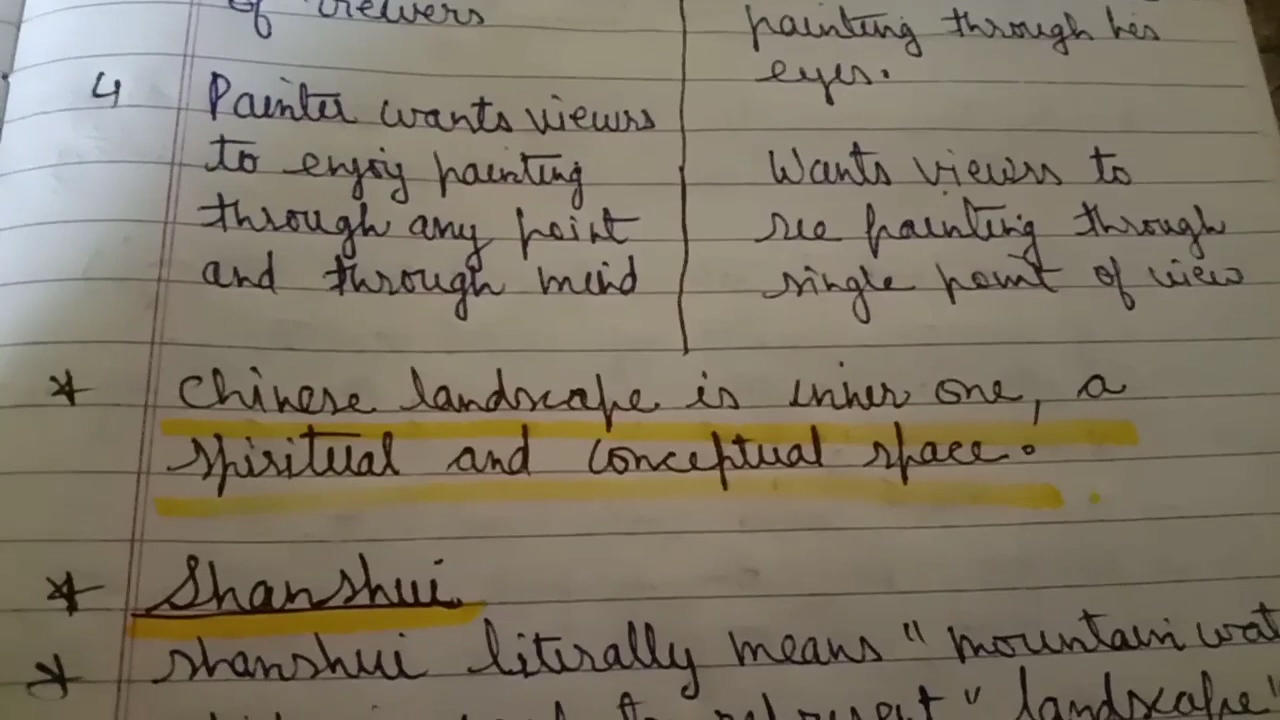 of viewers
painting through his
eyes.
4 Painter wants viewrs
to enjoy painting
through any point
and through mind
Wants viewrs to
see painting through
single point of view
* Chinese landscape is inner one, a
spiritual and conceptual space.
* Shanshui
* shanshui literally means "mountain wat
"landscape"